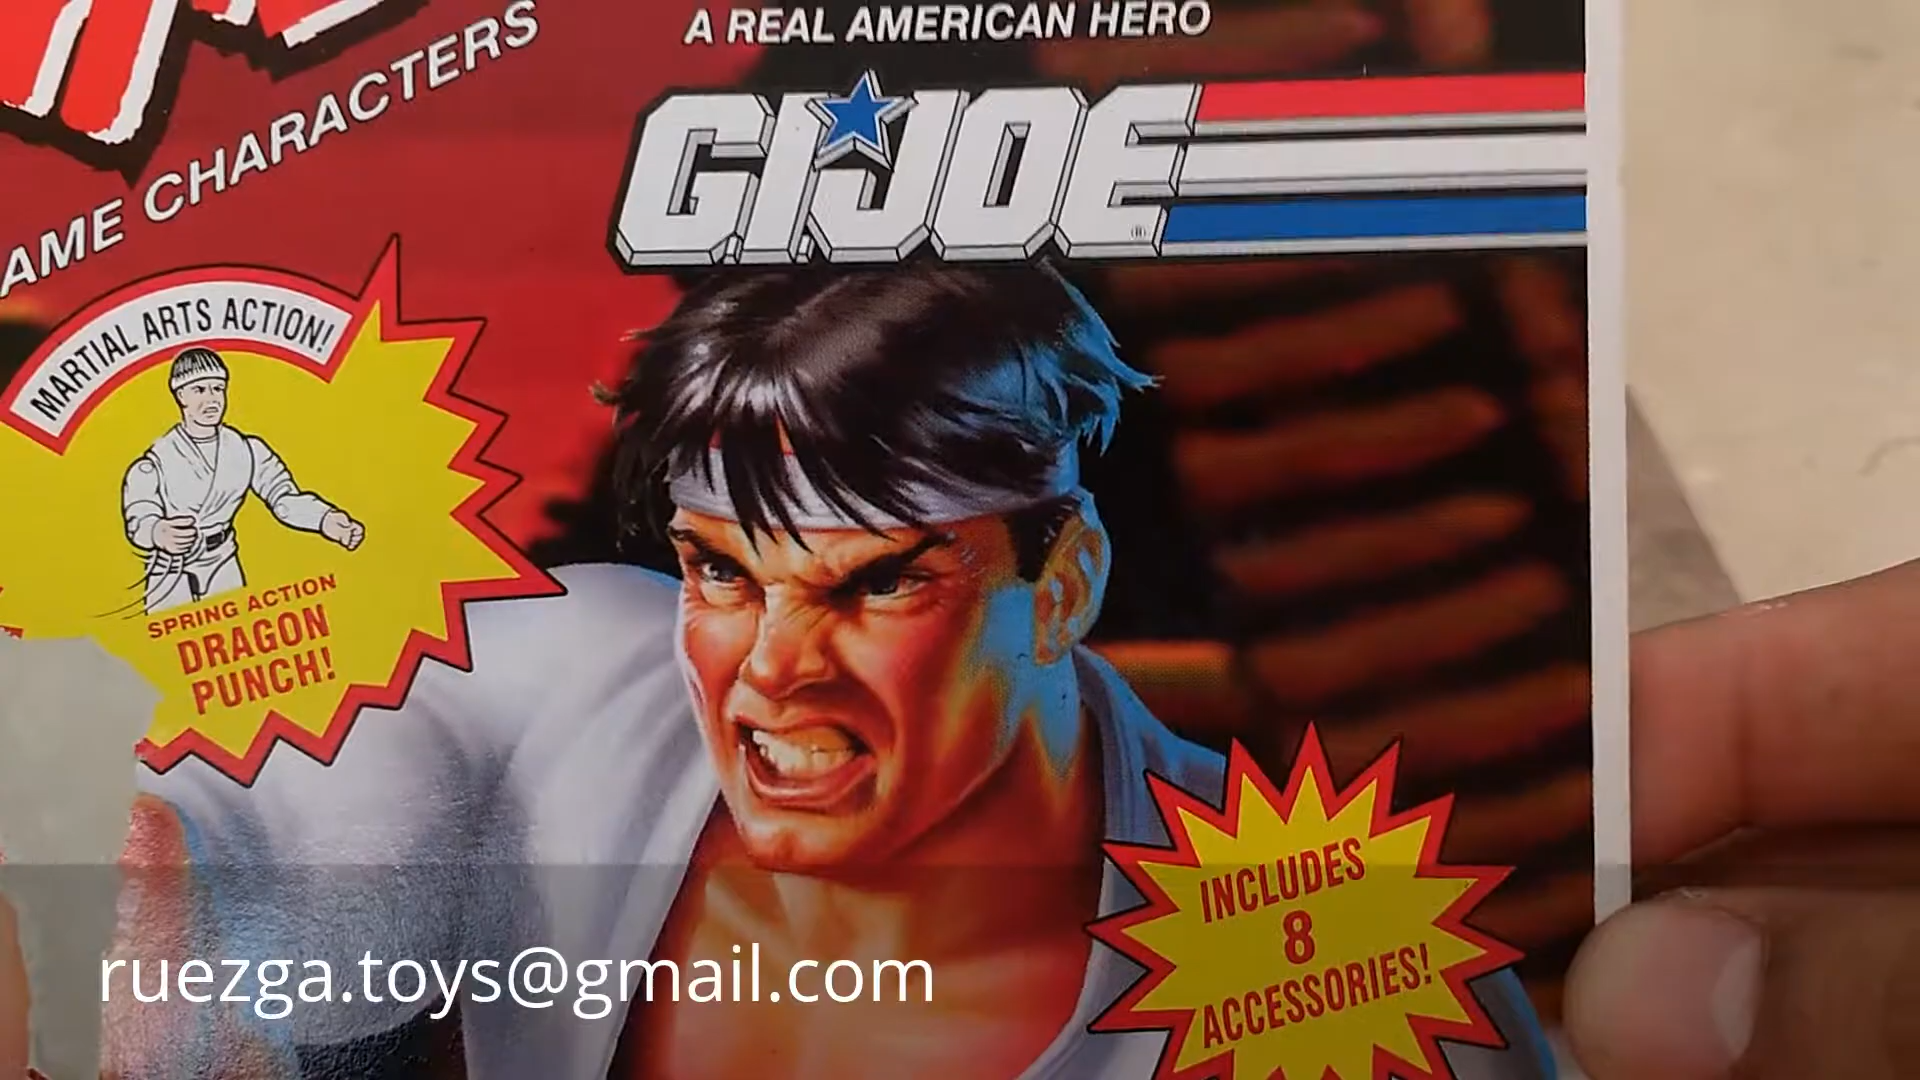 A REAL AMERICAN HERO
G.I.JOE
AME CHARACTERS
MARTIAL ARTS ACTION!
SPRING ACTION
DRAGON
PUNCH!
INCLUDES
8
ACCESSORIES!
ruezga.toys@gmail.com